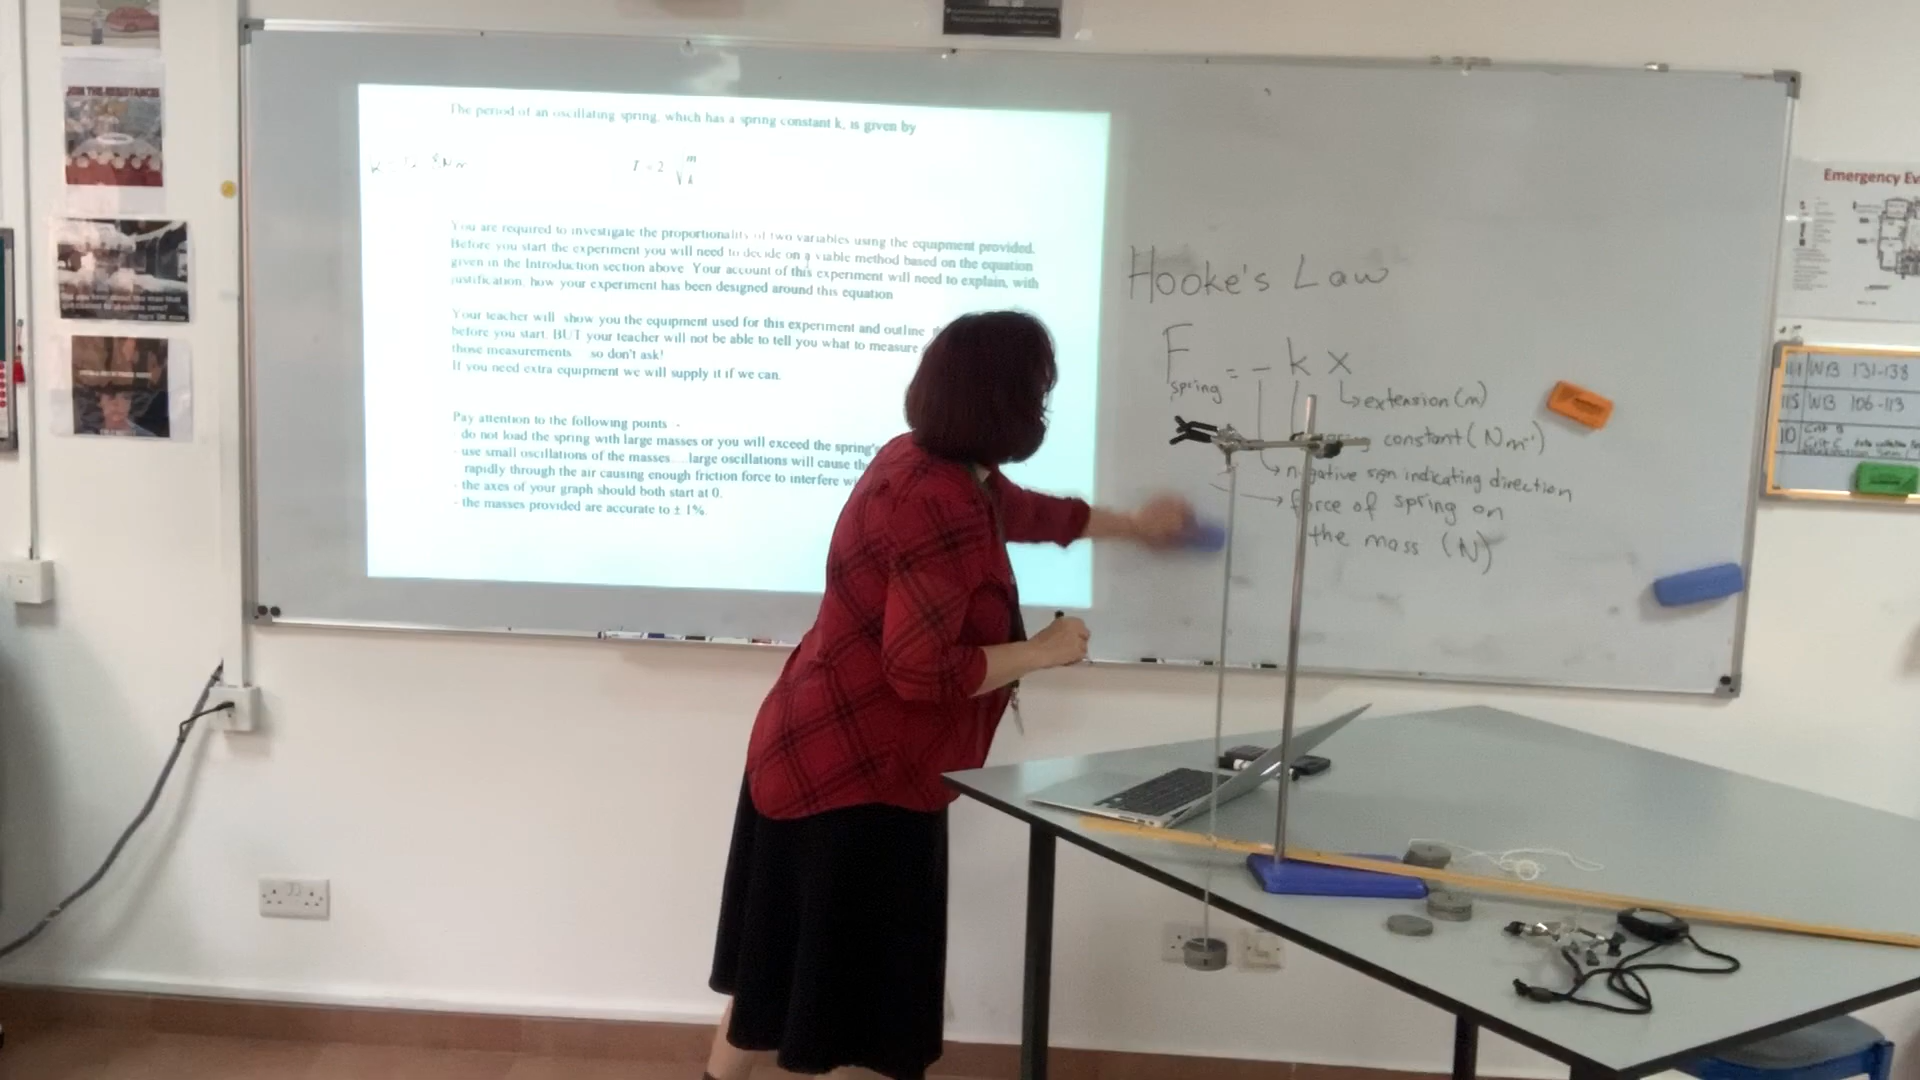 The period of an oscillating spring, which has a spring constant k, is given by
T = 2 √ m
k
You are required to investigate the proportionality of two variables using the equipment provided.
Before you start the experiment you will need to decide on a viable method based on the equation
given in the Introduction section above. Your account of this experiment will need to explain, with
justification, how your experiment has been designed around this equation
Your teacher will show you the equipment used for this experiment and outline
before you start. BUT your teacher will not be able to tell you what to measure
those measurements so don't ask!
If you need extra equipment we will supply it if we can.
Pay attention to the following points -
- do not load the spring with large masses or you will exceed the spring's
- use small oscillations of the masses... large oscillations will cause
rapidly through the air causing enough friction force to interfere
- the axes of your graph should both start at 0.
- the masses provided are accurate to ± 1%.
Hooke's Law
F spring = - k x
extension (m)
constant (Nm⁻¹)
negative sign indicating direction
force of spring on
the mass (N)
JOIN THE RESISTANCE!
Emergency
WB 131-138
11S WB 106-113
10 Crit B
Crit C